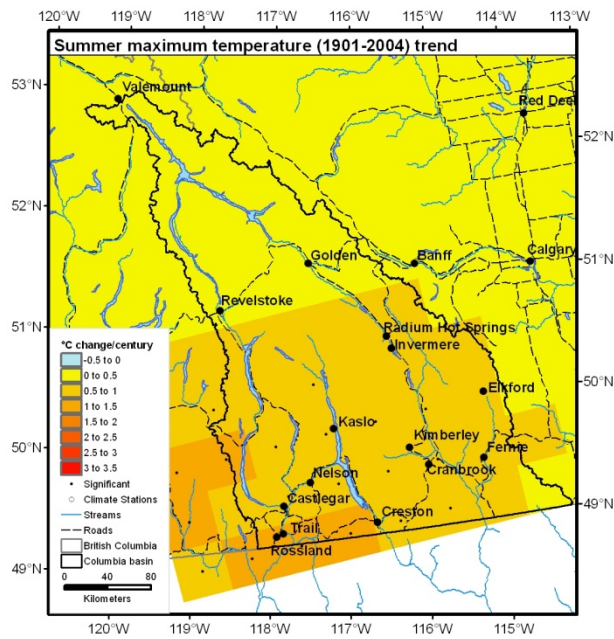 120°W 119°W 118°W 117°W 116°W 115°W 114°W 113°W
Summer maximum temperature (1901-2004) trend
53°N
Valemount
Red Deel
52°N
52°N
51°N
Golden
Banff
Calgary
51°N
Revelstoke
51°N
Radium Hot Springs
Invermere
°C change/century
-0.5 to 0
0 to 0.5
0.5 to 1
1 to 1.5
1.5 to 2
2 to 2.5
2.5 to 3
3 to 3.5
Significant
Climate Stations
Streams
Roads
British Columbia
Columbia basin
0 40 80
Kilometers
50°N
Elkford
Kaslo
50°N
Kimberley
Fernie
Cranbrook
Nelson
Castlegar
Creston
49°N
Trail
Rossland
49°N
120°W 119°W 118°W 117°W 116°W 115°W